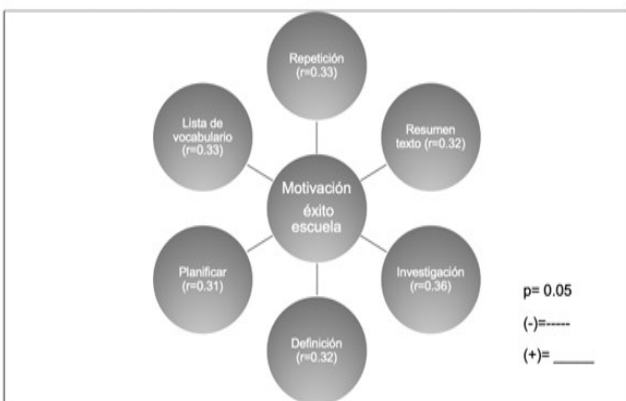 Repetición
(r=0.33)
Lista de
vocabulario
(r=0.33)
Resumen
texto (r=0.32)
Motivación
éxito
escuela
Planificar
(r=0.31)
Investigación
(r=0.36)
Definición
(r=0.32)
p= 0.05
(-)=-----
(+)= _____